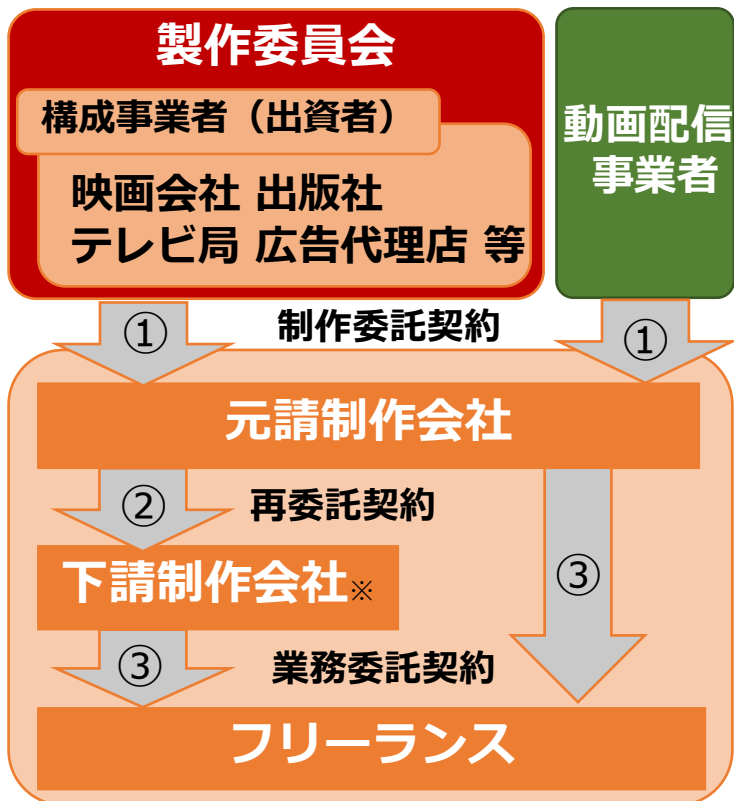 製作委員会
構成事業者（出資者）
映画会社 出版社
テレビ局 広告代理店 等
動画配信
事業者
①
制作委託契約
①
元請制作会社
②
再委託契約
③
下請制作会社※
③
業務委託契約
フリーランス